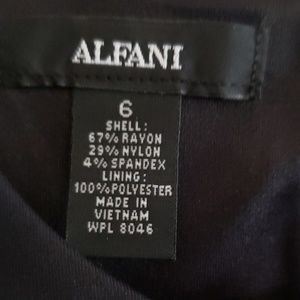 ALFANI
6
SHELL:
67% RAYON
29% NYLON
4% SPANDEX
LINING:
100% POLYESTER
MADE IN
VIETNAM
WPL 8046